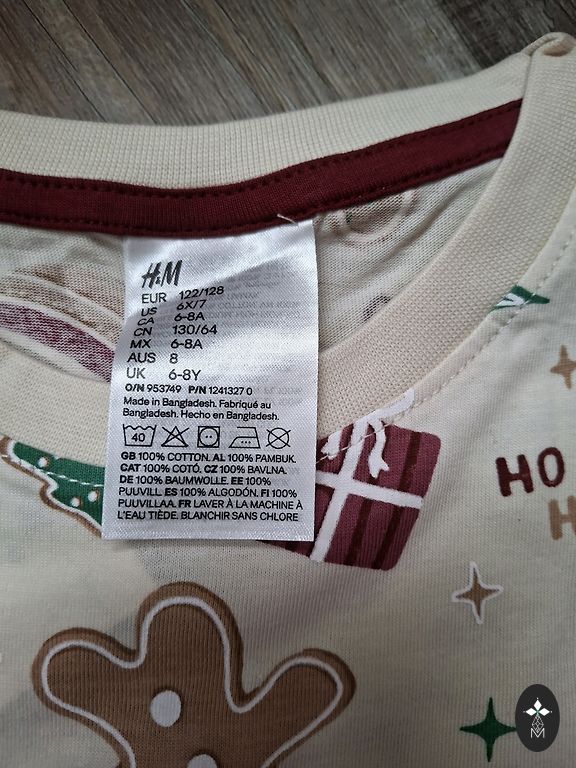 H&M
EUR 122/128
US 6X/7
CA 6-8A
CN 130/64
MX 6-8A
AUS 8
UK 6-8Y
O/N 953749 P/N 1241327 0
Made in Bangladesh. Fabriqué au
Bangladesh. Hecho en Bangladesh.
40
GB 100% COTTON. AL 100% PAMBUK.
CAT 100% COTÓ. CZ 100% BAVLNA.
DE 100% BAUMWOLLE. EE 100%
PUUVILL ES 100% ALGODÓN. FI 100%
PUUVILLAA. FR LAVER À LA MACHINE À
L'EAU TIÈDE. BLANCHIR SANS CHLORE
HO
H
M